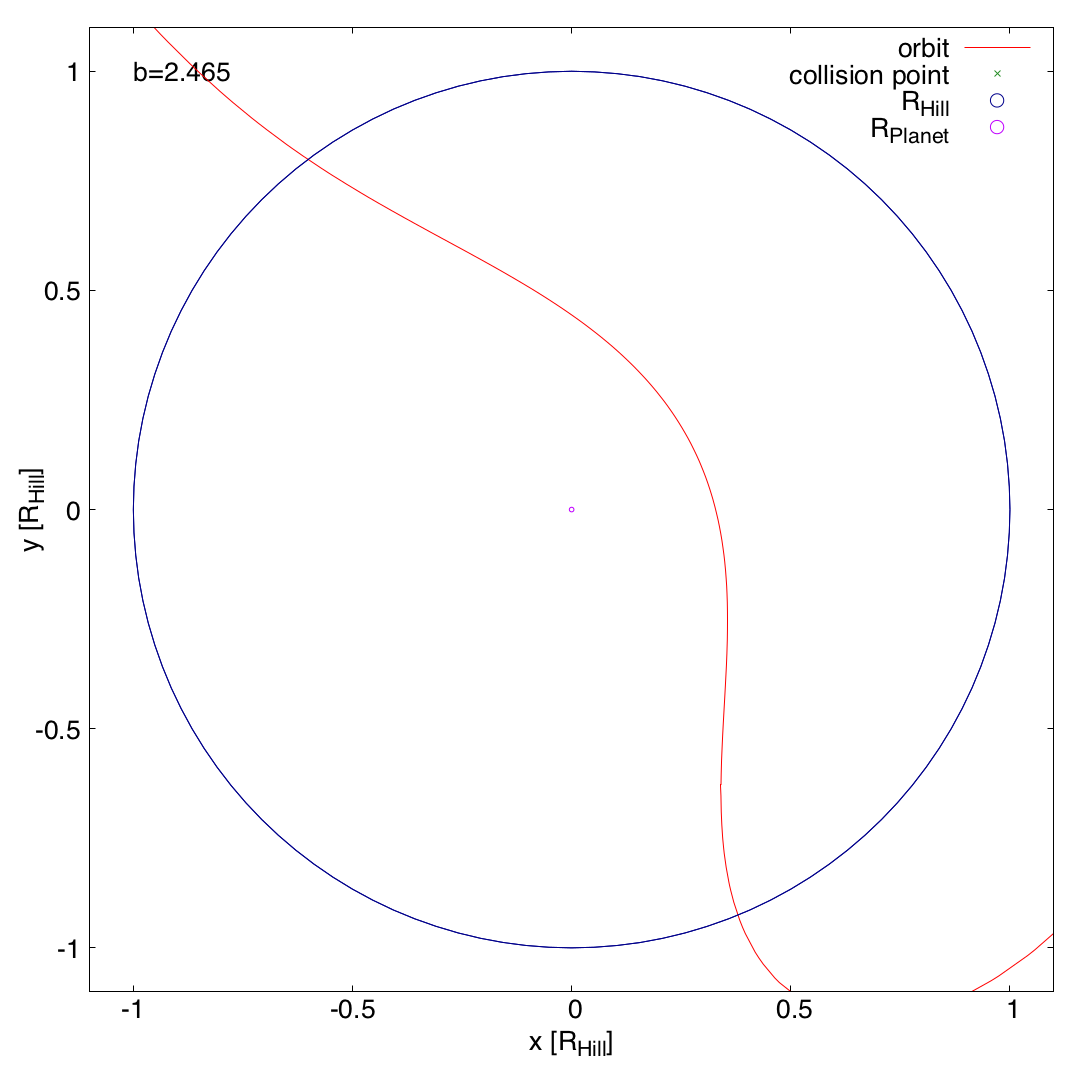 b=2.465
orbit
collision point
R_Hill
R_Planet
1
0.5
0
-0.5
-1
y [R_Hill]
-1
-0.5
0
0.5
1
x [R_Hill]